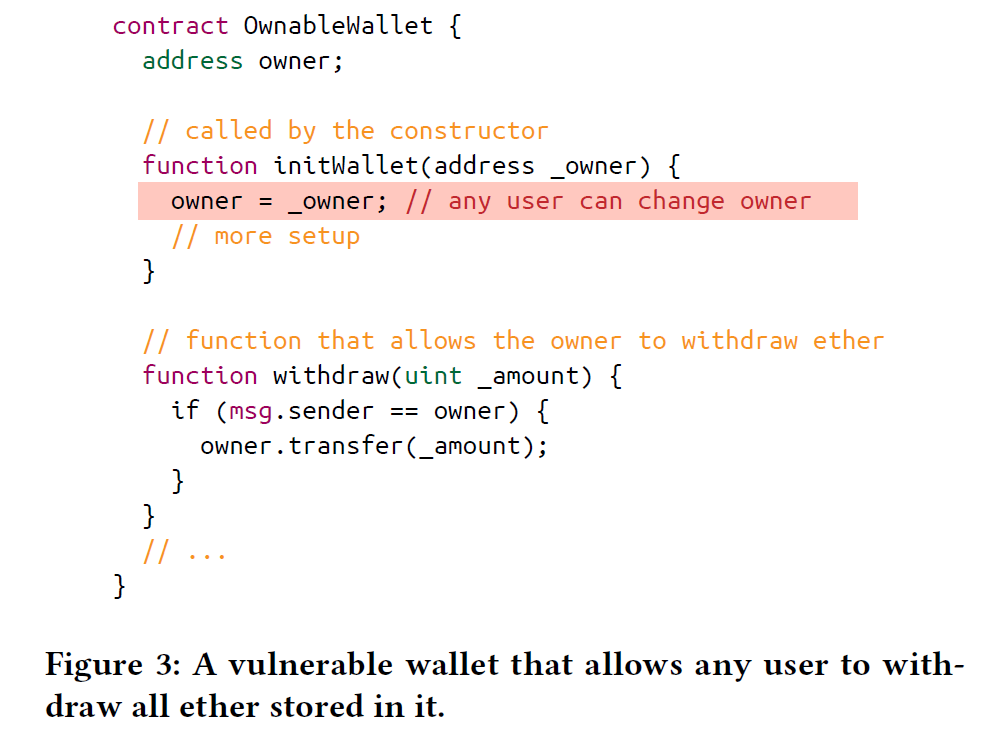 contract OwnableWallet {
address owner;
// called by the constructor
function initWallet(address _owner) {
owner = _owner; // any user can change owner
// more setup
}
// function that allows the owner to withdraw ether
function withdraw(uint _amount) {
if (msg.sender == owner) {
owner.transfer(_amount);
}
}
// ...
}
Figure 3: A vulnerable wallet that allows any user to with-
draw all ether stored in it.